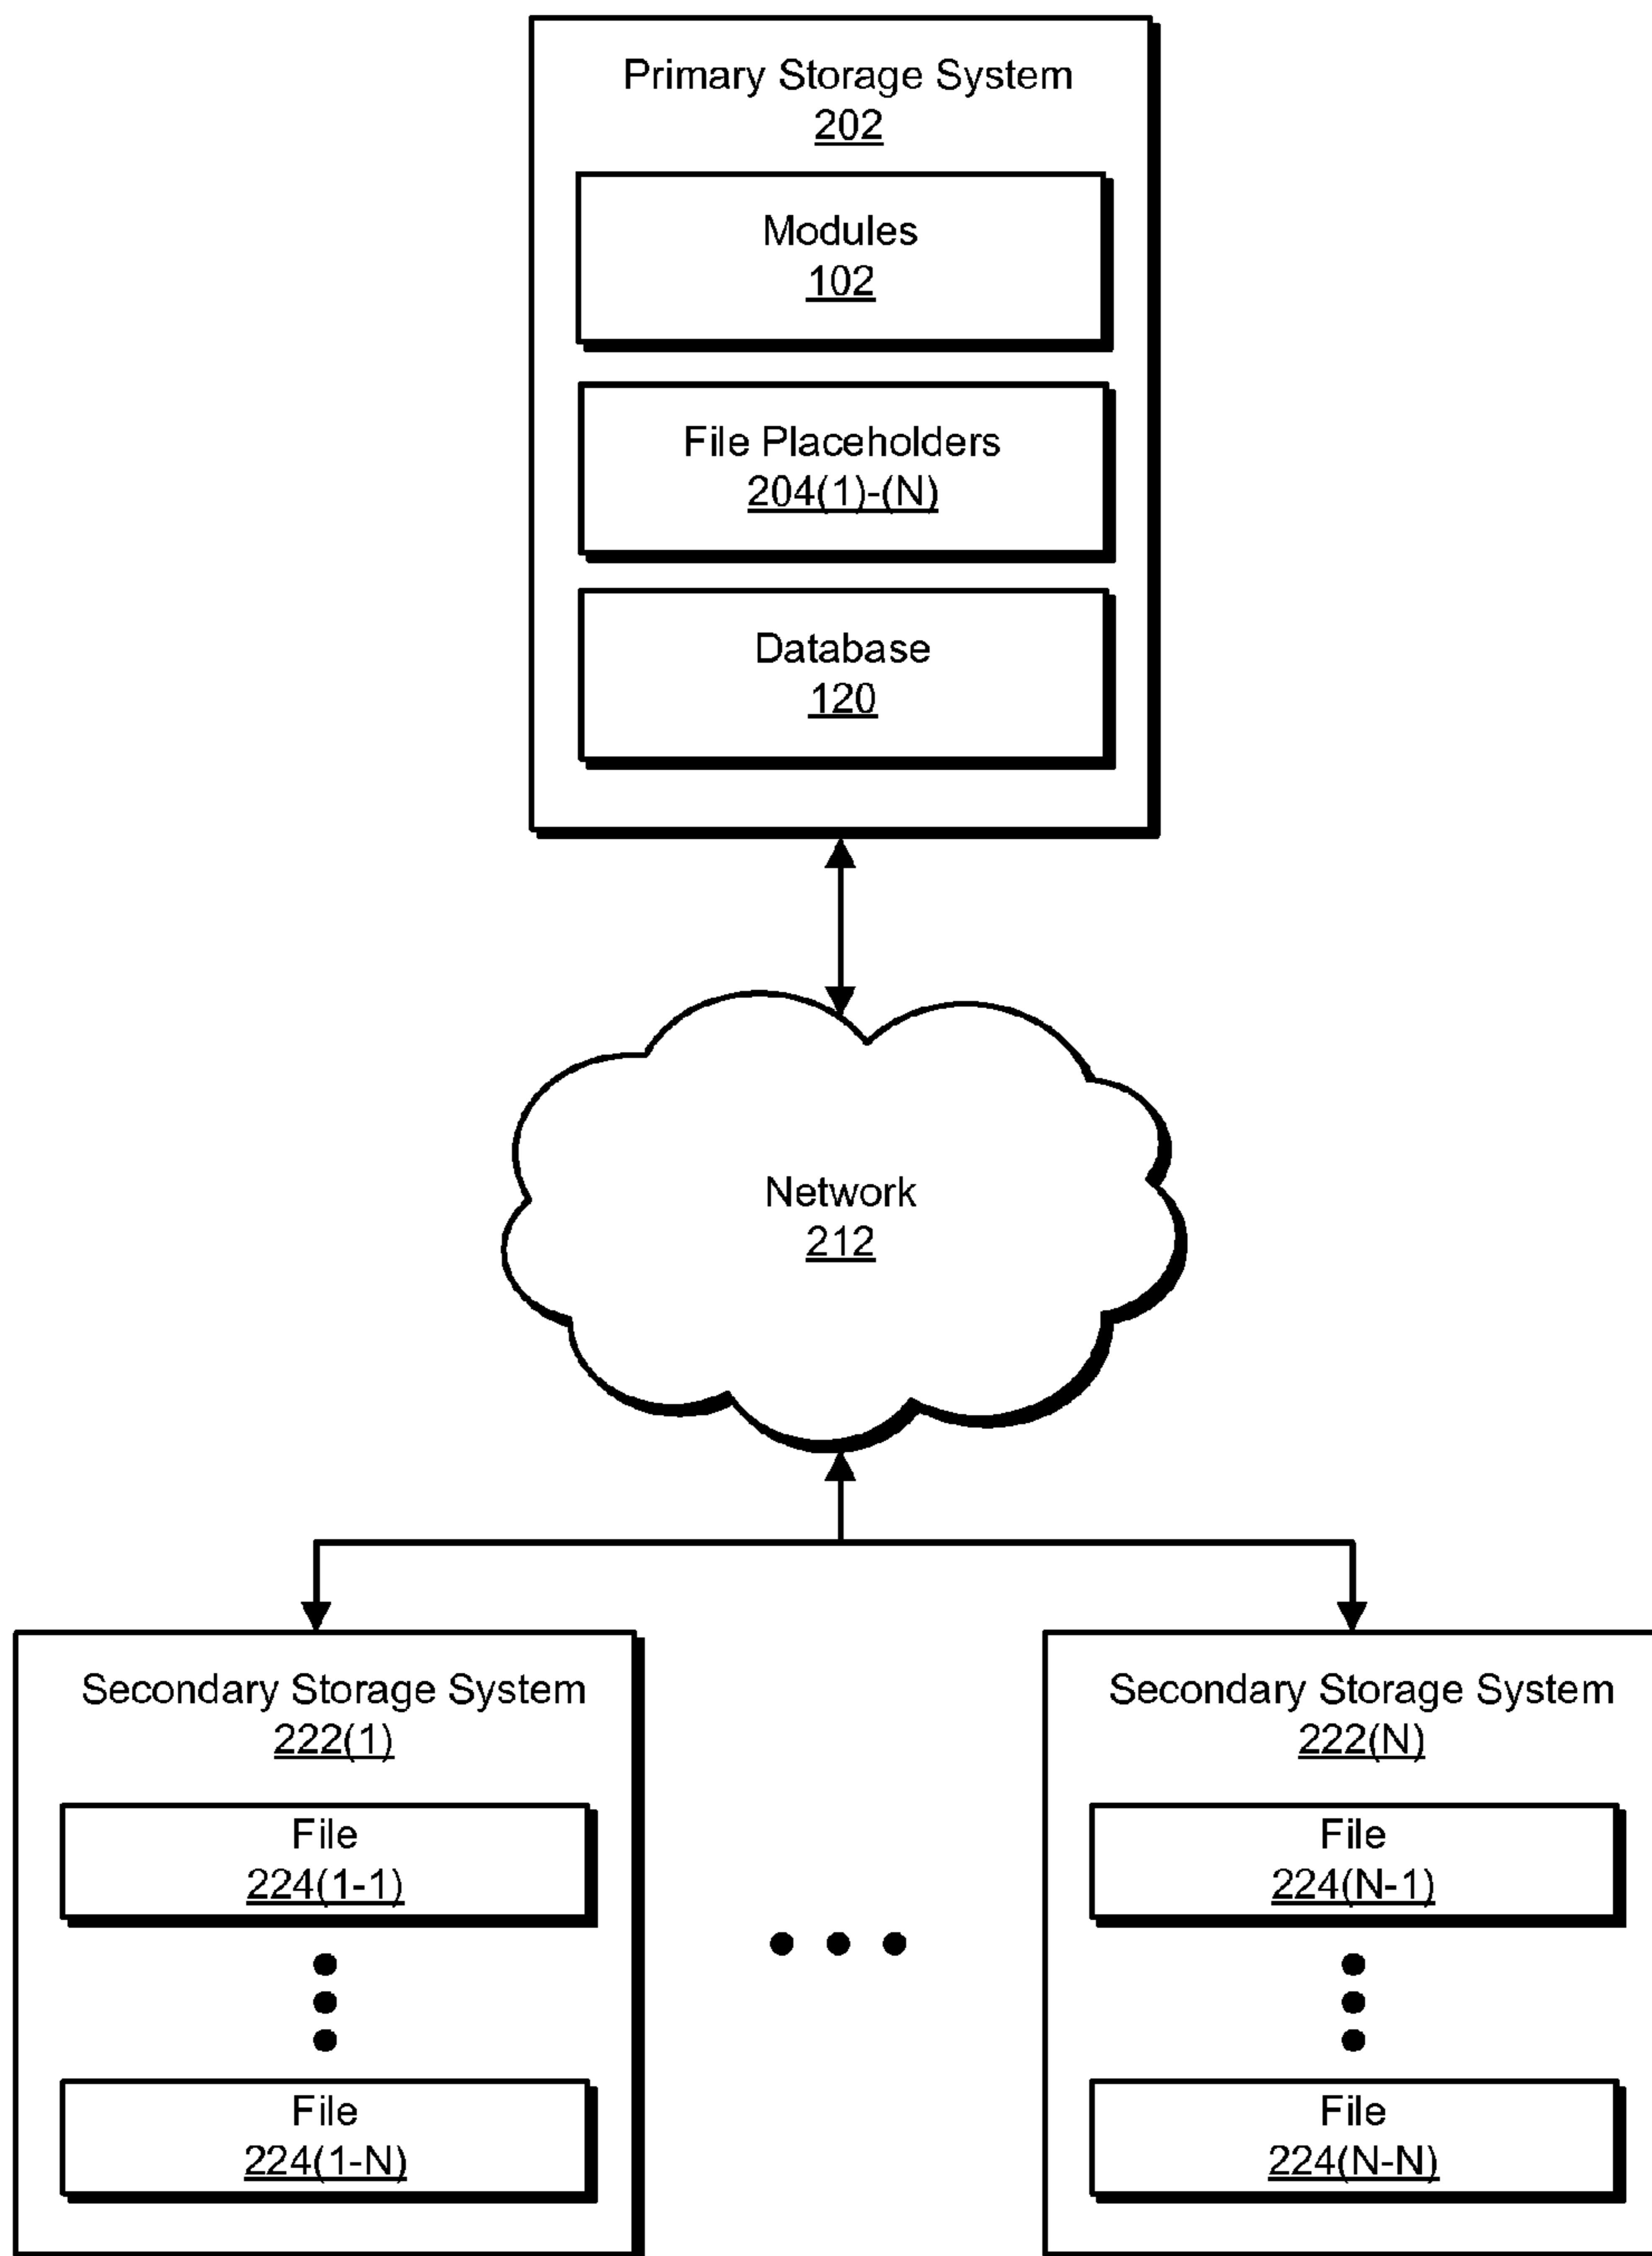 Primary Storage System
202
Modules
102
File Placeholders
204(1)-(N)
Database
120
Network
212
Secondary Storage System
222(1)
File
224(1-1)
File
224(1-N)
Secondary Storage System
222(N)
File
224(N-1)
File
224(N-N)